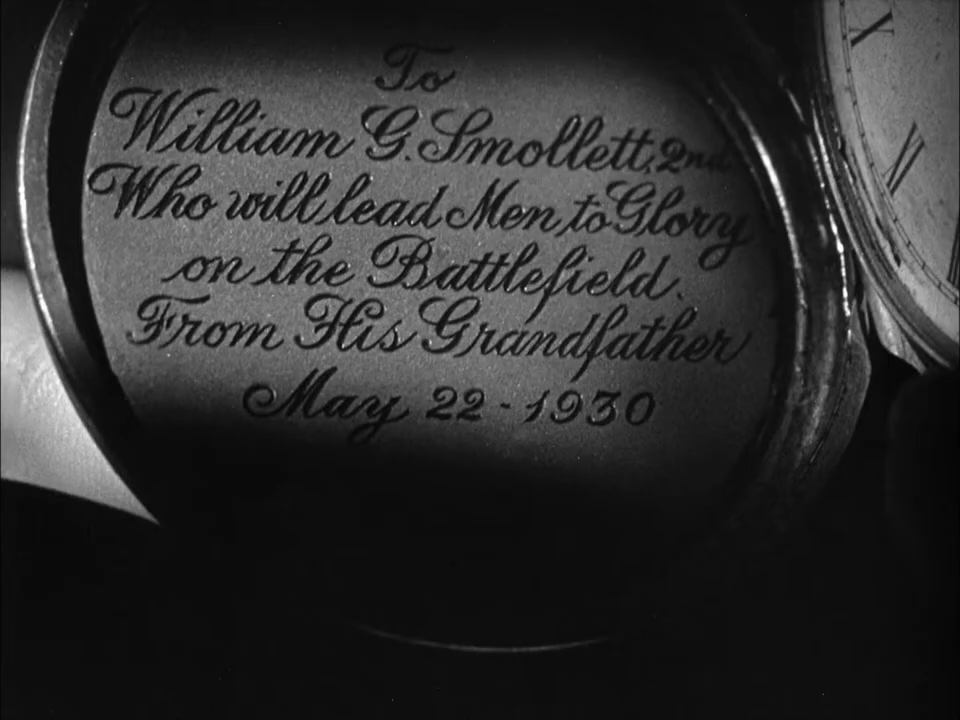 To
William G. Smollett, 2nd
Who will lead Men to Glory
on the Battlefield.
From His Grandfather
May 22 - 1930
X